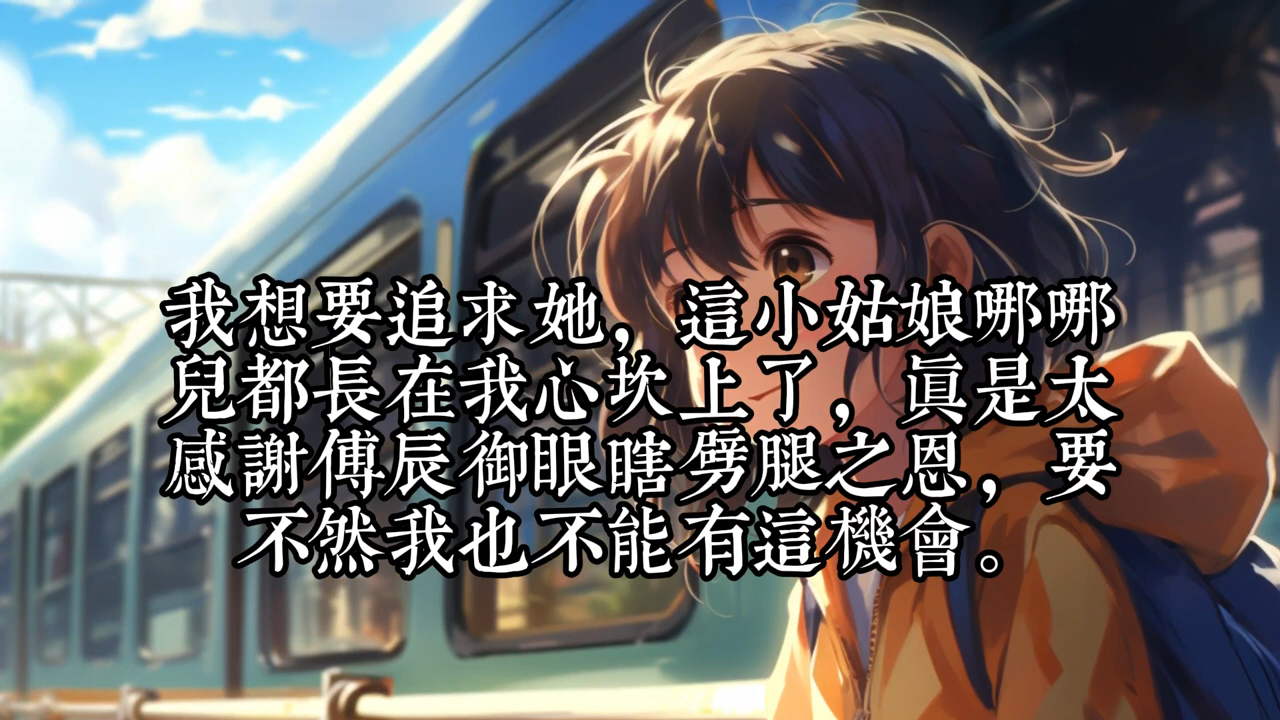 我想要追求她，這小姑娘哪哪
兒都長在我心坎上了，眞是太
感謝傅辰御眼瞎劈腿之恩，要
不然我也不能有這機會。